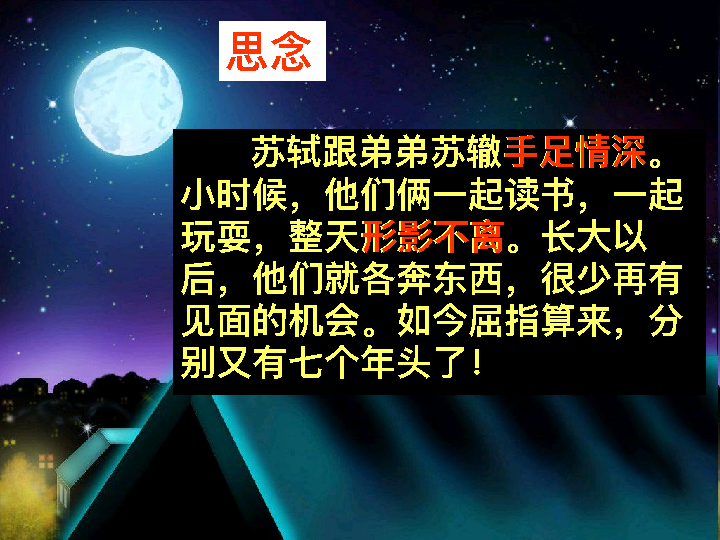 思念
苏轼跟弟弟苏辙手足情深。
小时候，他们俩一起读书，一起
玩耍，整天形影不离。长大以
后，他们就各奔东西，很少再有
见面的机会。如今屈指算来，分
别又有七个年头了！